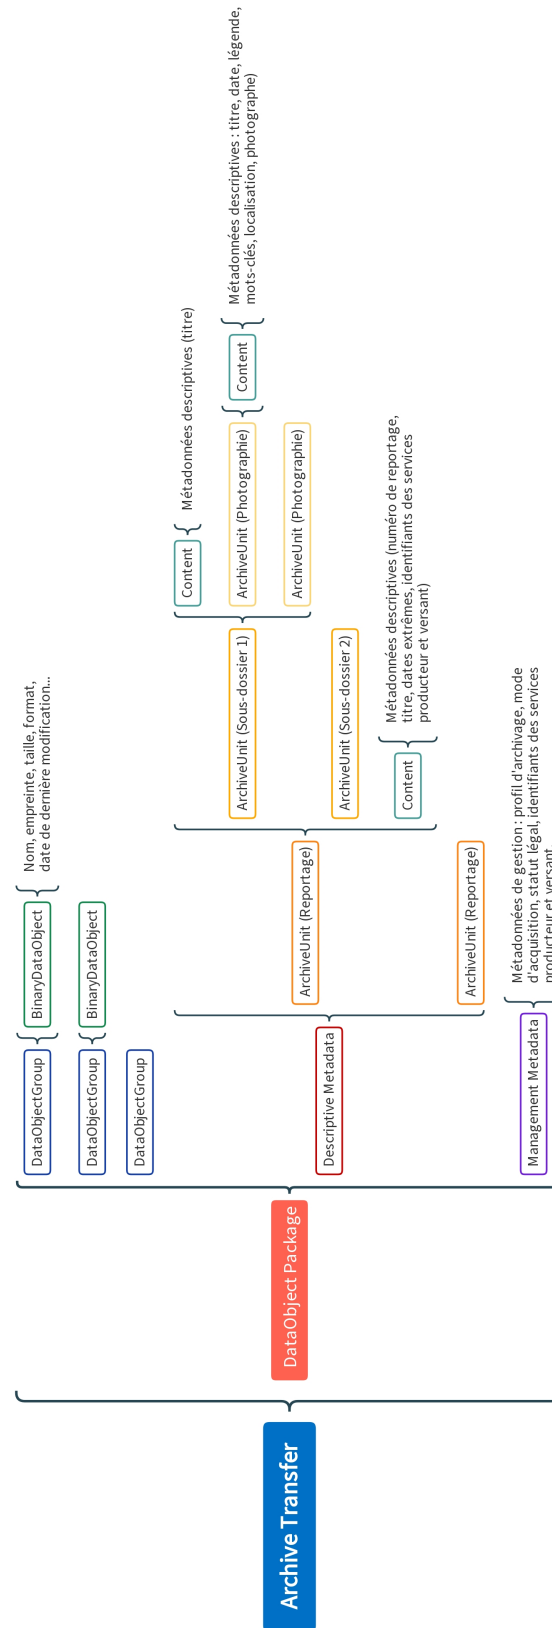 Archive Transfer
DataObject Package
DataObjectGroup
BinaryDataObject
Nom, empreinte, taille, format,
date de dernière modification...
DataObjectGroup
BinaryDataObject
DataObjectGroup
Descriptive Metadata
ArchiveUnit (Reportage)
ArchiveUnit (Sous-dossier 1)
Content
Métadonnées descriptives (titre)
ArchiveUnit (Photographie)
Content
Métadonnées descriptives : titre, date, légende,
mots-clés, localisation, photographe)
ArchiveUnit (Photographie)
ArchiveUnit (Sous-dossier 2)
Content
Métadonnées descriptives (numéro de reportage,
titre, dates extrêmes, identifiants des services
producteur et versant)
ArchiveUnit (Reportage)
Management Metadata
Métadonnées de gestion : profil d'archivage, mode
d'acquisition, statut légal, identifiants des services
producteur et versant